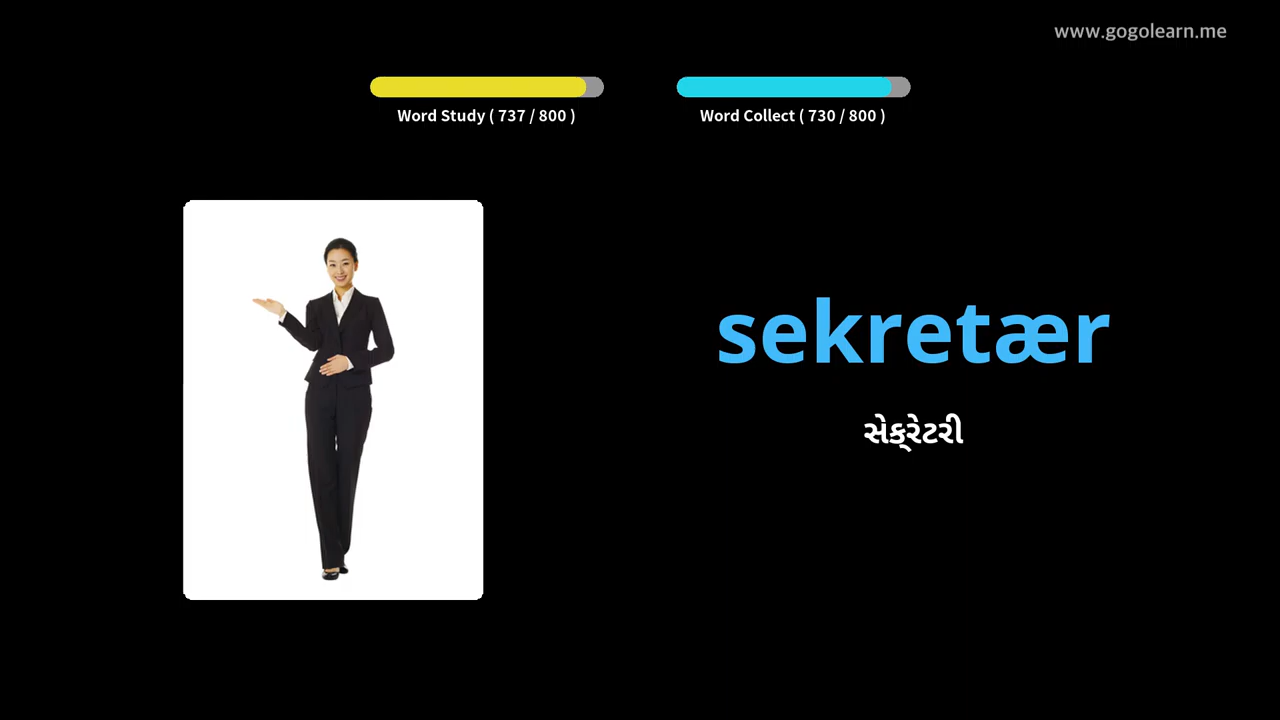 www.gogolearn.me
Word Study ( 737 / 800 )
Word Collect ( 730 / 800 )
sekretær
સેક્રેટરી